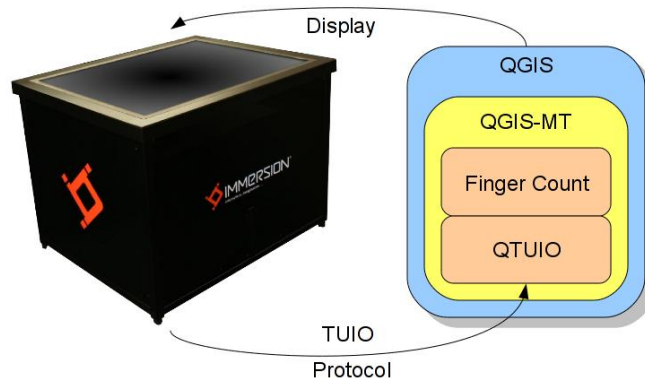 Display
QGIS
QGIS-MT
Finger Count
QTUIO
IMMERSION
TUIO
Protocol